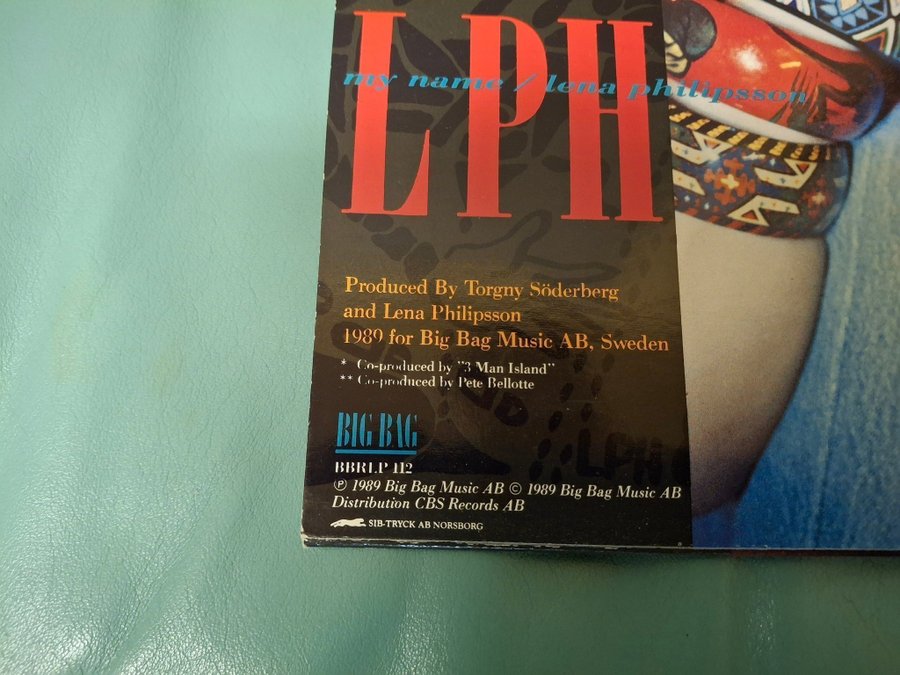 LPH
my name / lena philipsson
Produced By Torgny Söderberg
and Lena Philipsson
1989 for Big Bag Music AB, Sweden
* Co-produced by "3 Man Island"
** Co-produced by Pete Bellotte
BIG BAG
BBRLP 112
℗ 1989 Big Bag Music AB © 1989 Big Bag Music AB
Distribution CBS Records AB
SIB-TRYCK AB NORSBORG
LPH